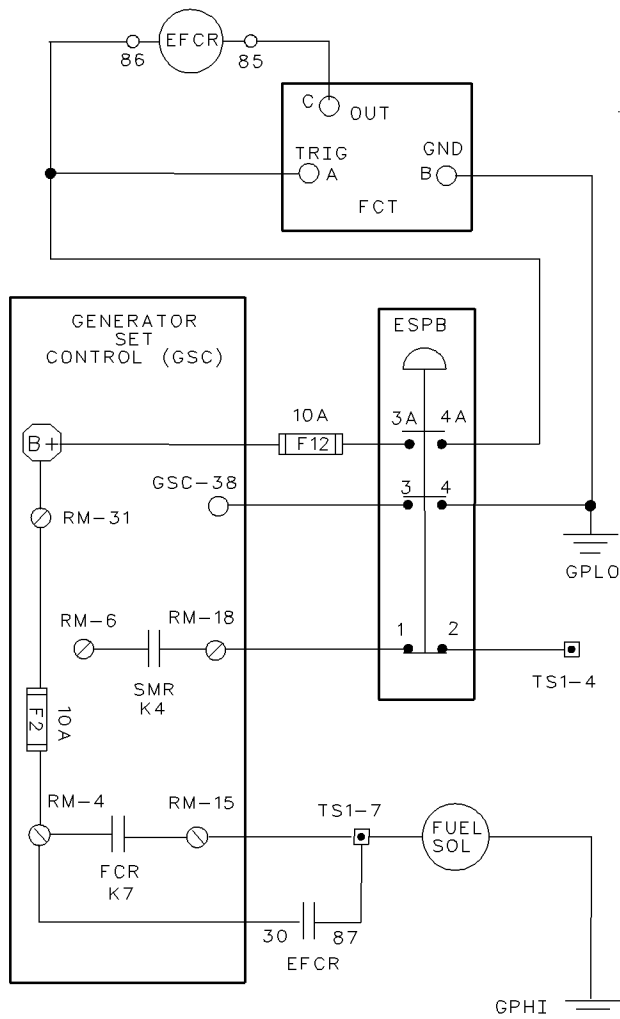 EFCR
86
85
C
OUT
TRIG
GND
A
B
FCT
GENERATOR
SET
CONTROL (GSC)
ESPB
10A
3A
4A
B+
F12
GSC-38
3
4
RM-31
GPLO
RM-6
RM-18
1
2
SMR
K4
TS1-4
F2
10A
RM-4
RM-15
TS1-7
FUEL
SOL
FCR
K7
30
87
EFCR
GPHI